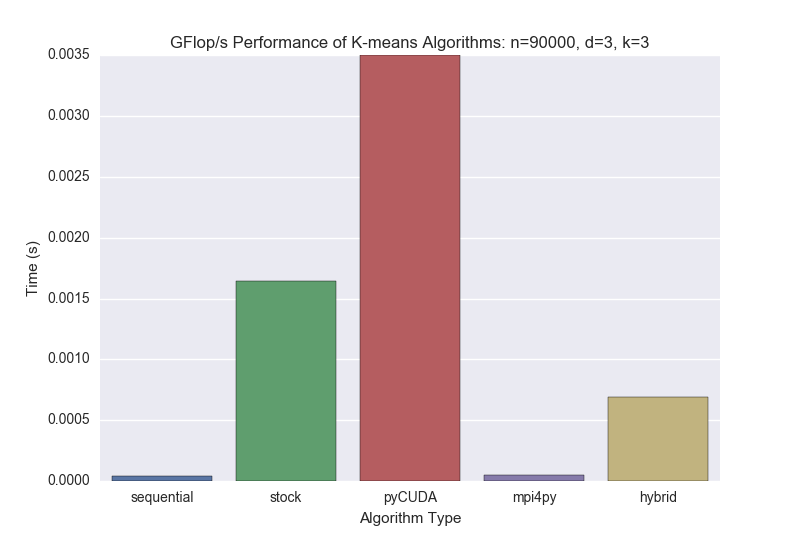 GFlop/s Performance of K-means Algorithms: n=90000, d=3, k=3
0.0035
0.0030
0.0025
0.0020
0.0015
0.0010
0.0005
0.0000
Time (s)
sequential stock pyCUDA mpi4py hybrid
Algorithm Type